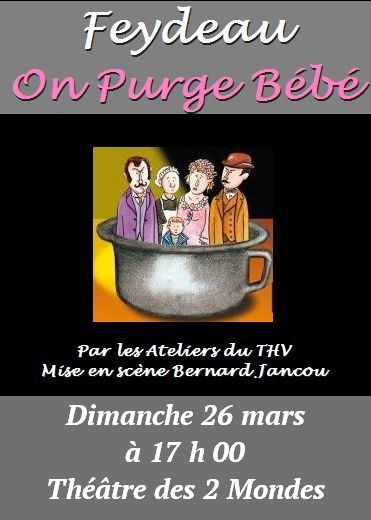 Feydeau
On Purge Bébé
Par les Ateliers du THV
Mise en scène Bernard Jancou
Dimanche 26 mars
à 17 h 00
Théâtre des 2 Mondes